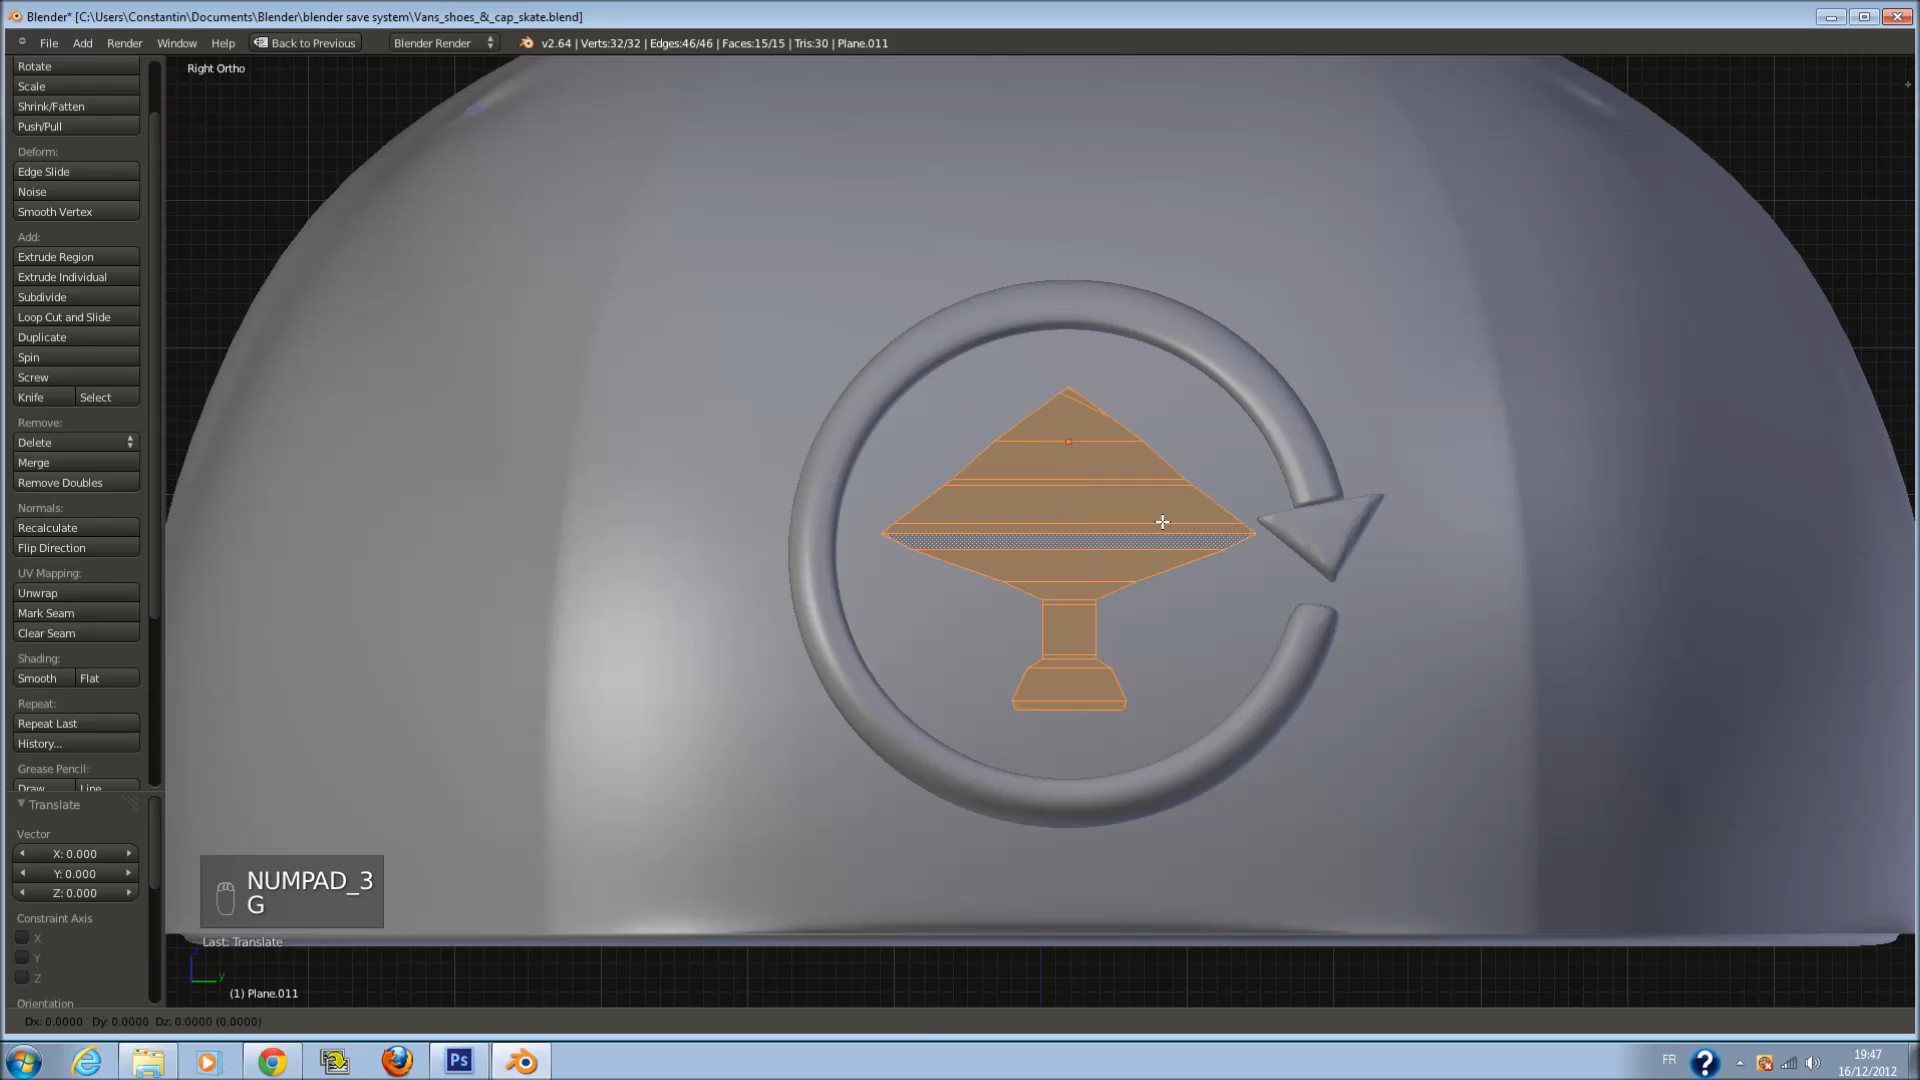 Blender* [C:\Users\Constantin\Documents\Blender\blender save system\Vans_shoes_&_cap_skate.blend]
File Add Render Window Help Back to Previous Blender Render v2.64 | Verts:32/32 | Edges:46/46 | Faces:15/15 | Tris:30 | Plane.011
Right Ortho
Rotate
Scale
Shrink/Fatten
Push/Pull
Deform:
Edge Slide
Noise
Smooth Vertex
Add:
Extrude Region
Extrude Individual
Subdivide
Loop Cut and Slide
Duplicate
Spin
Screw
Knife Select
Remove:
Delete
Merge
Remove Doubles
Normals:
Recalculate
Flip Direction
UV Mapping:
Unwrap
Mark Seam
Clear Seam
Shading:
Smooth Flat
Repeat:
Repeat Last
History...
Grease Pencil:
Draw Line
Translate
Vector
X: 0.000
Y: 0.000
Z: 0.000
Constraint Axis
X
Y
Z
Orientation
NUMPAD_3
G
Last: Translate
z
y
(1) Plane.011
Dx: 0.0000 Dy: 0.0000 Dz: 0.0000 (0.0000)
Ps
FR
?
19:47
16/12/2012